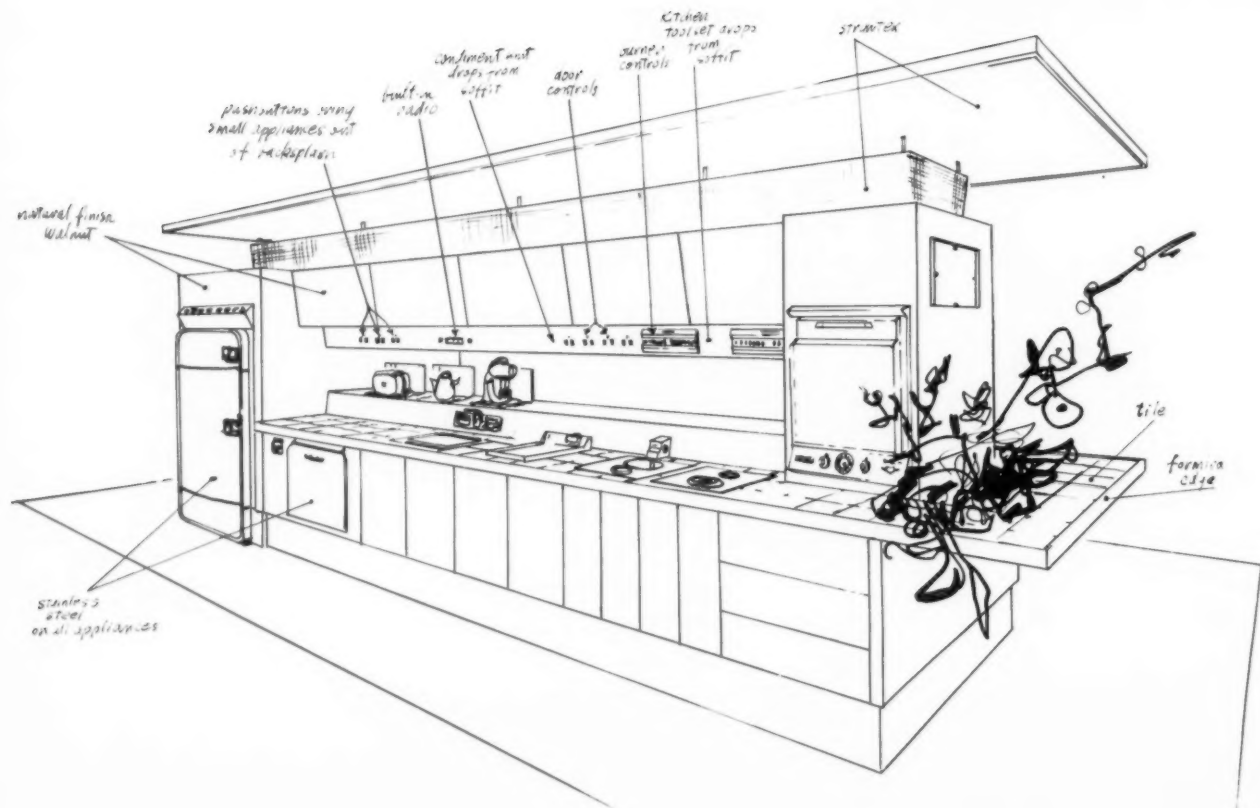 kitchen
tool set drops
from
soffit
strawtex
burner
controls
condiment unit
drops from
soffit
door
controls
built-in
radio
pushbuttons swing
small appliances out
of backsplash
natural finish
walnut
tile
formica
edge
stainless
steel
on all appliances